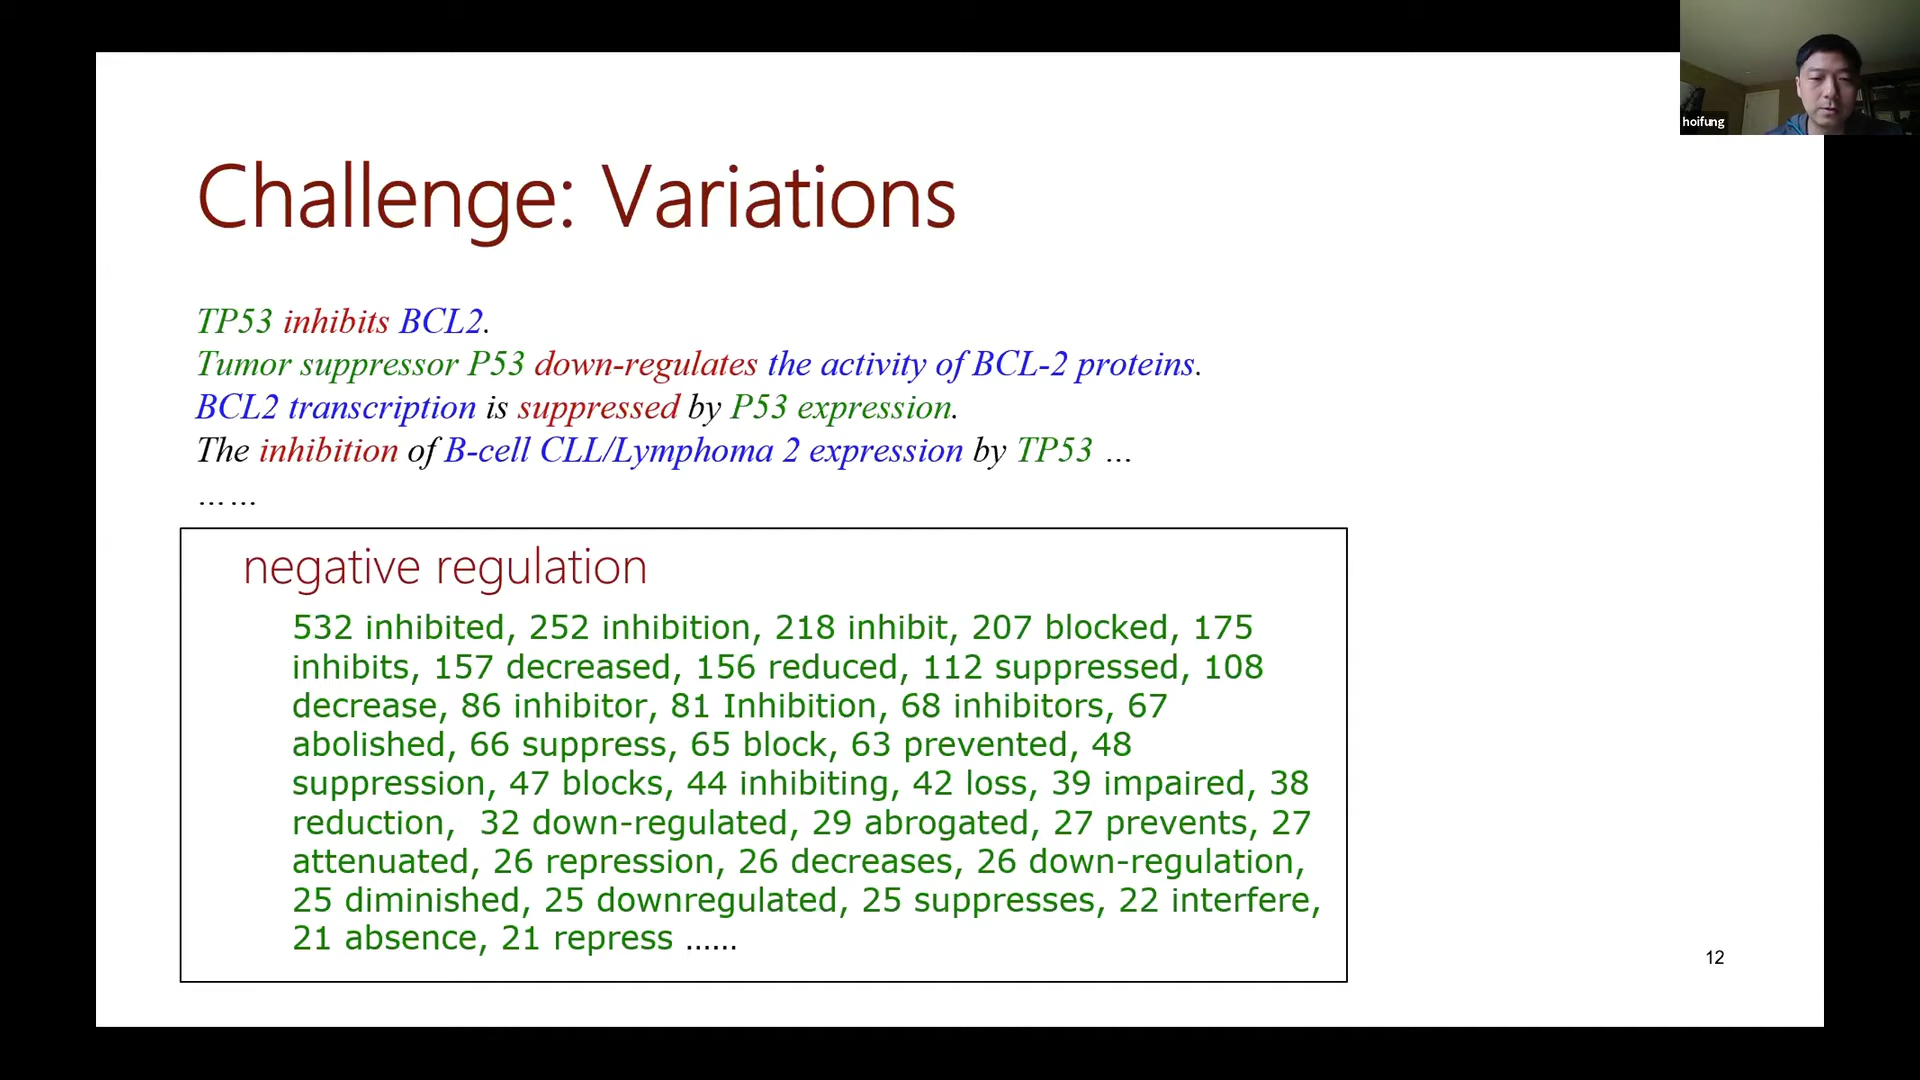 hoifung
Challenge: Variations
TP53 inhibits BCL2.
Tumor suppressor P53 down-regulates the activity of BCL-2 proteins.
BCL2 transcription is suppressed by P53 expression.
The inhibition of B-cell CLL/Lymphoma 2 expression by TP53 …
……
negative regulation
532 inhibited, 252 inhibition, 218 inhibit, 207 blocked, 175
inhibits, 157 decreased, 156 reduced, 112 suppressed, 108
decrease, 86 inhibitor, 81 Inhibition, 68 inhibitors, 67
abolished, 66 suppress, 65 block, 63 prevented, 48
suppression, 47 blocks, 44 inhibiting, 42 loss, 39 impaired, 38
reduction,  32 down-regulated, 29 abrogated, 27 prevents, 27
attenuated, 26 repression, 26 decreases, 26 down-regulation,
25 diminished, 25 downregulated, 25 suppresses, 22 interfere,
21 absence, 21 repress ……
12